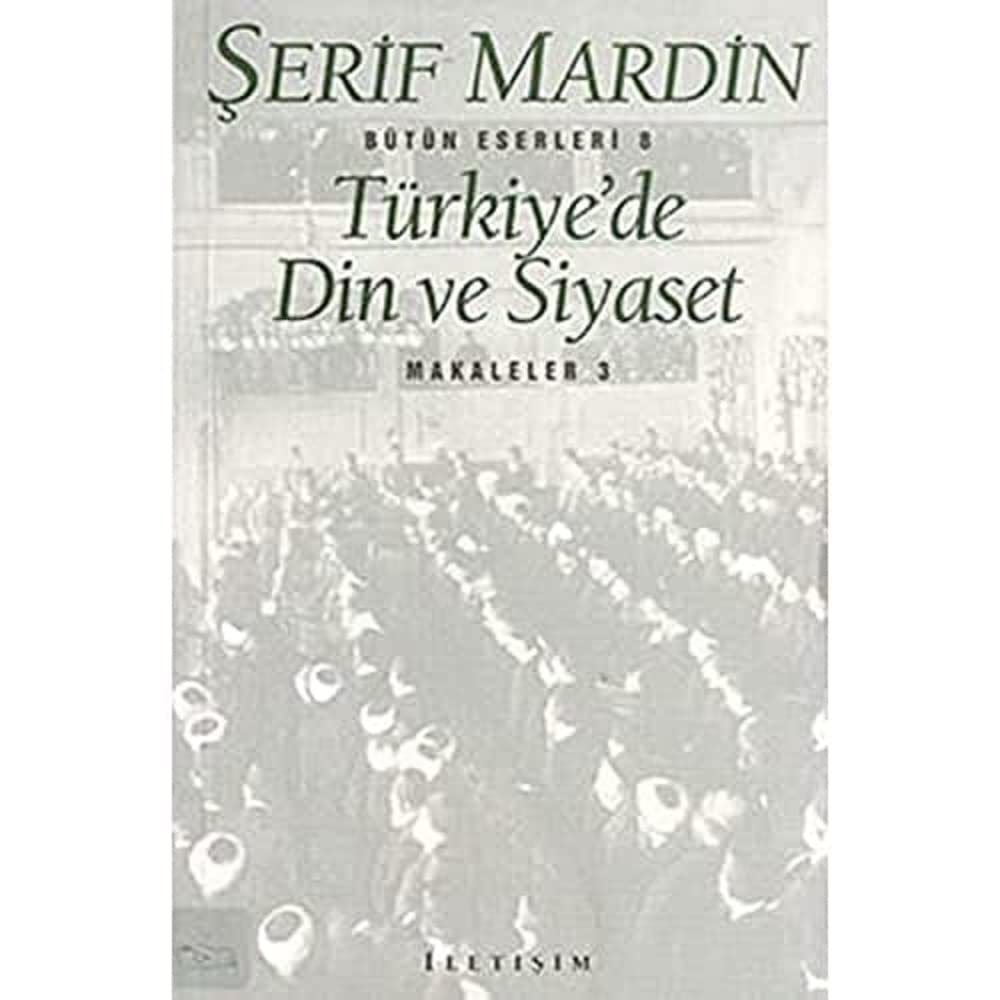 ŞERİF MARDİN
BÜTÜN ESERLERİ 8
Türkiye'de
Din ve Siyaset
MAKALELER 3
İLETİŞİM